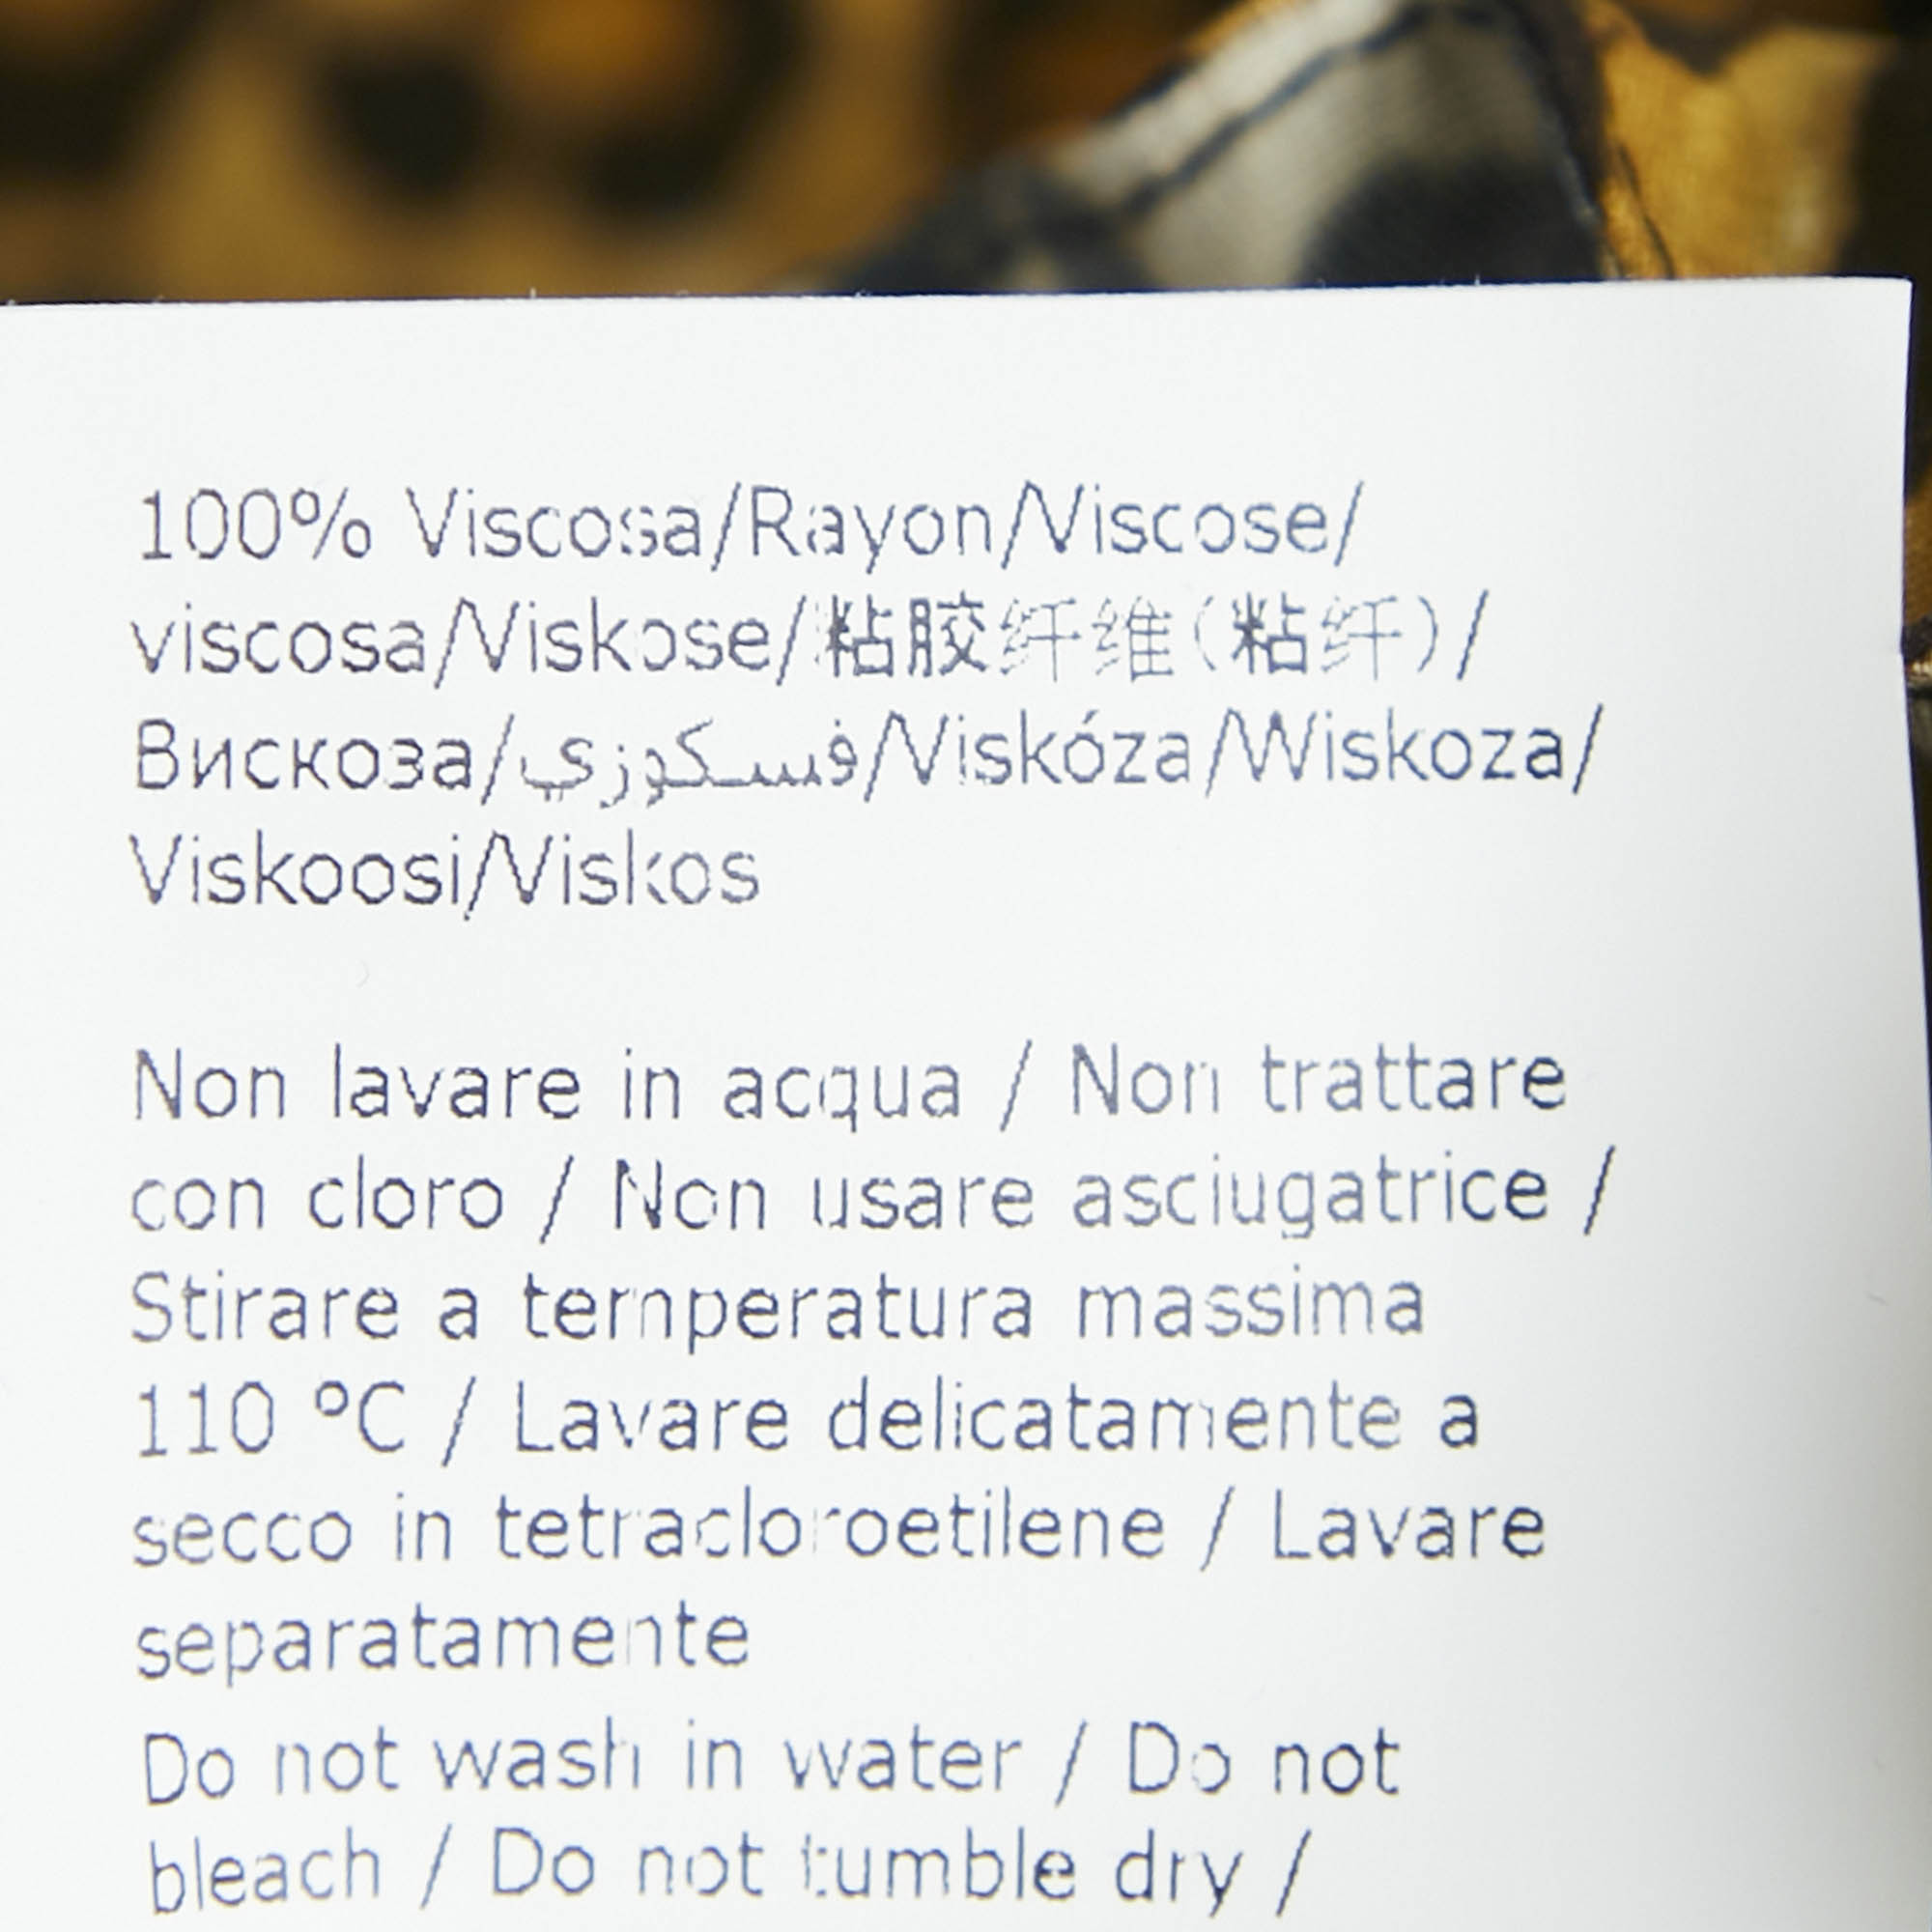 100% Viscosa/Rayon/Viscose/
viscosa/Viskose/粘胶纤维(粘纤)/
Вискоза/فسكوزي/Viskóza/Wiskoza/
Viskoosi/Viskos
Non lavare in acqua / Non trattare
con cloro / Non usare asciugatrice /
Stirare a temperatura massima
110 °C / Lavare delicatamente a
secco in tetracloroetilene / Lavare
separatamente
Do not wash in water / Do not
bleach / Do not tumble dry /